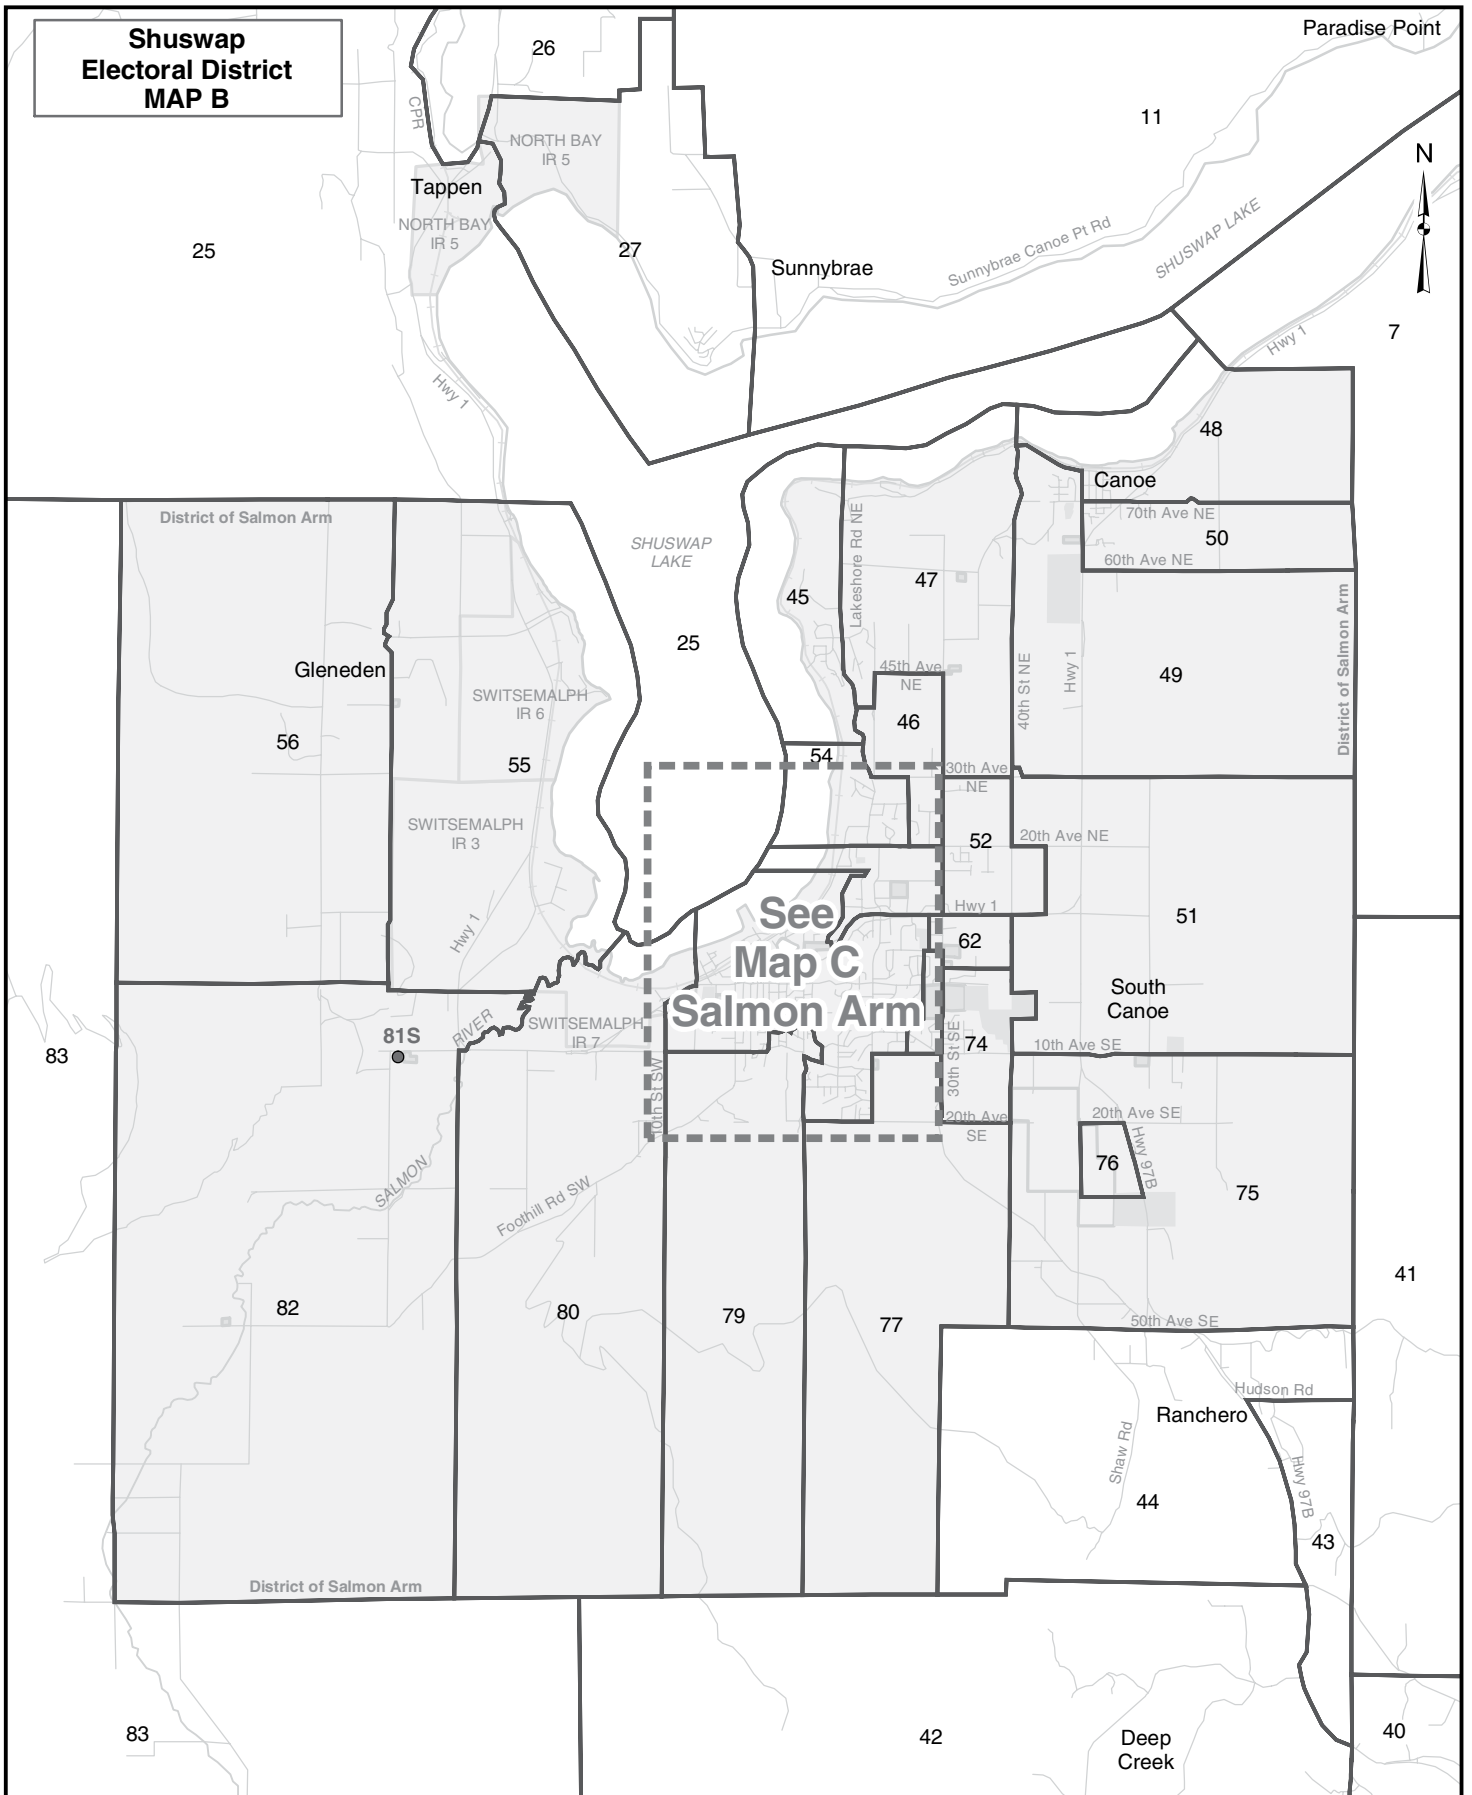 Shuswap
Electoral District
MAP B
26
Paradise Point
11
CPR
NORTH BAY
IR 5
N
Tappen
NORTH BAY
IR 5
25
27
Sunnybrae
Sunnybrae Canoe Pt Rd
SHUSWAP LAKE
Hwy 1
7
Hwy 1
48
Canoe
70th Ave NE
50
60th Ave NE
District of Salmon Arm
SHUSWAP
LAKE
Lakeshore Rd NE
47
45
25
45th Ave
NE
40th St NE
Hwy 1
49
District of Salmon Arm
Gleneden
SWITSEMALPH
IR 6
46
56
55
54
30th Ave
NE
SWITSEMALPH
IR 3
52
20th Ave NE
Hwy 1
Hwy 1
51
62
See
Map C
Salmon Arm
South
Canoe
83
81S
RIVER
SWITSEMALPH
IR 7
74
10th Ave SE
30th St SE
10th St SW
20th Ave
SE
20th Ave SE
76
Hwy 97B
75
SALMON
Foothill Rd SW
41
82
80
79
77
50th Ave SE
Hudson Rd
Ranchero
Shaw Rd
Hwy 97B
44
43
District of Salmon Arm
83
42
Deep
Creek
40